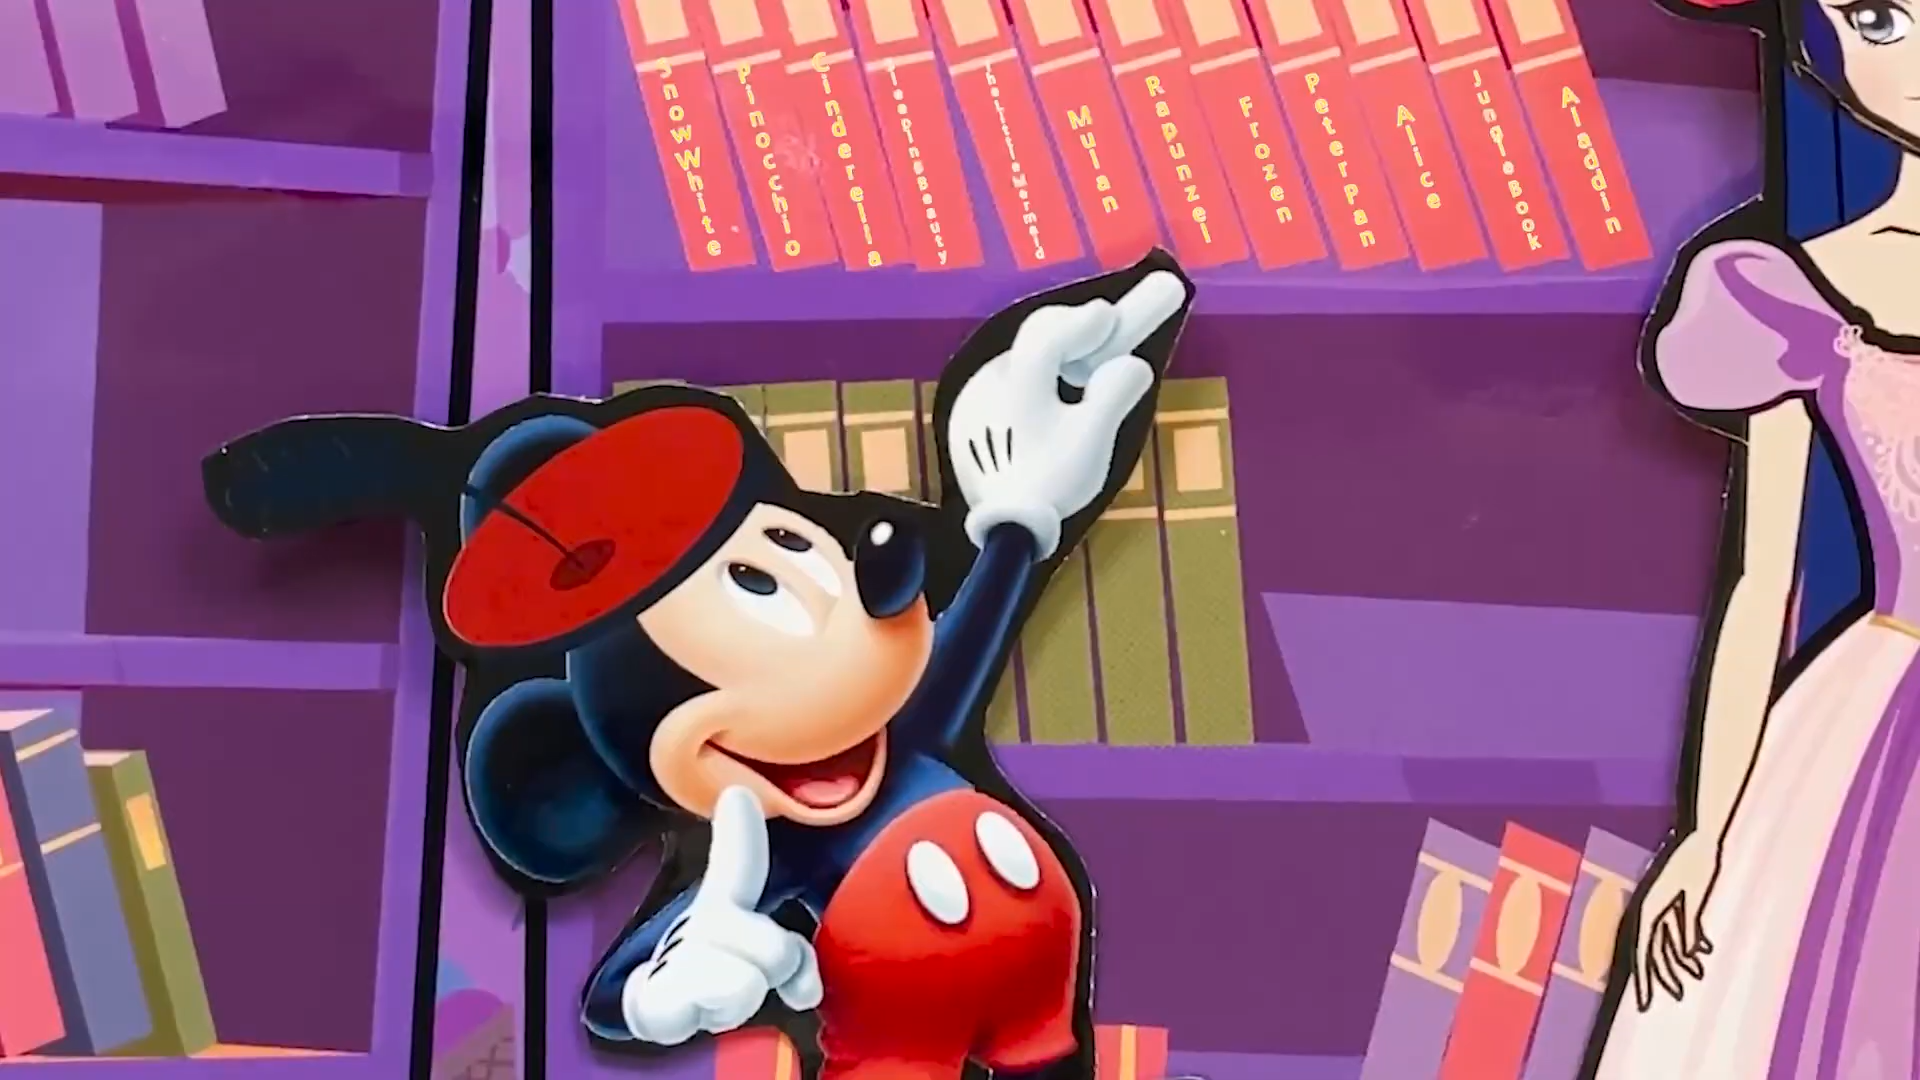 SnowWhite
Pinocchio
Cinderella
SleepingBeauty
TheLittleMermaid
Mulan
Rapunzel
Frozen
PeterPan
Alice
JungleBook
Aladdin